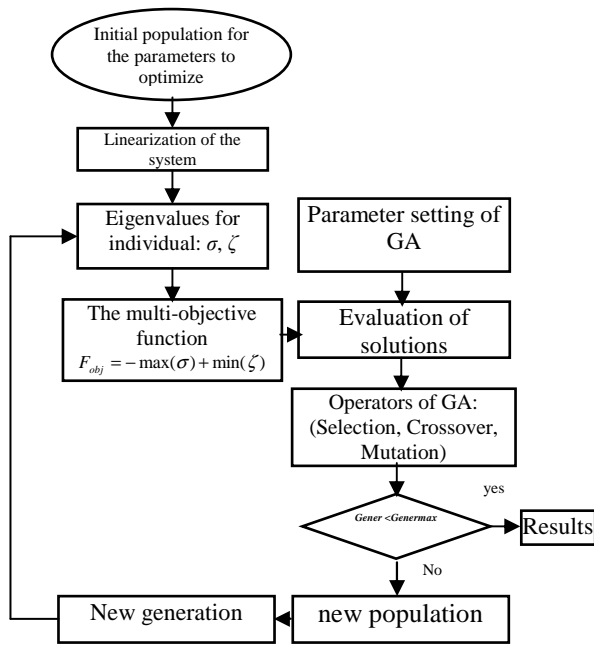 Initial population for
the parameters to
optimize
Linearization of the
system
Eigenvalues for
individual: σ, ζ
Parameter setting of
GA
The multi-objective
function
F_obj = − max(σ) + min(ζ)
Evaluation of
solutions
Operators of GA:
(Selection, Crossover,
Mutation)
yes
Gener <Genermax
Results
No
New generation
new population